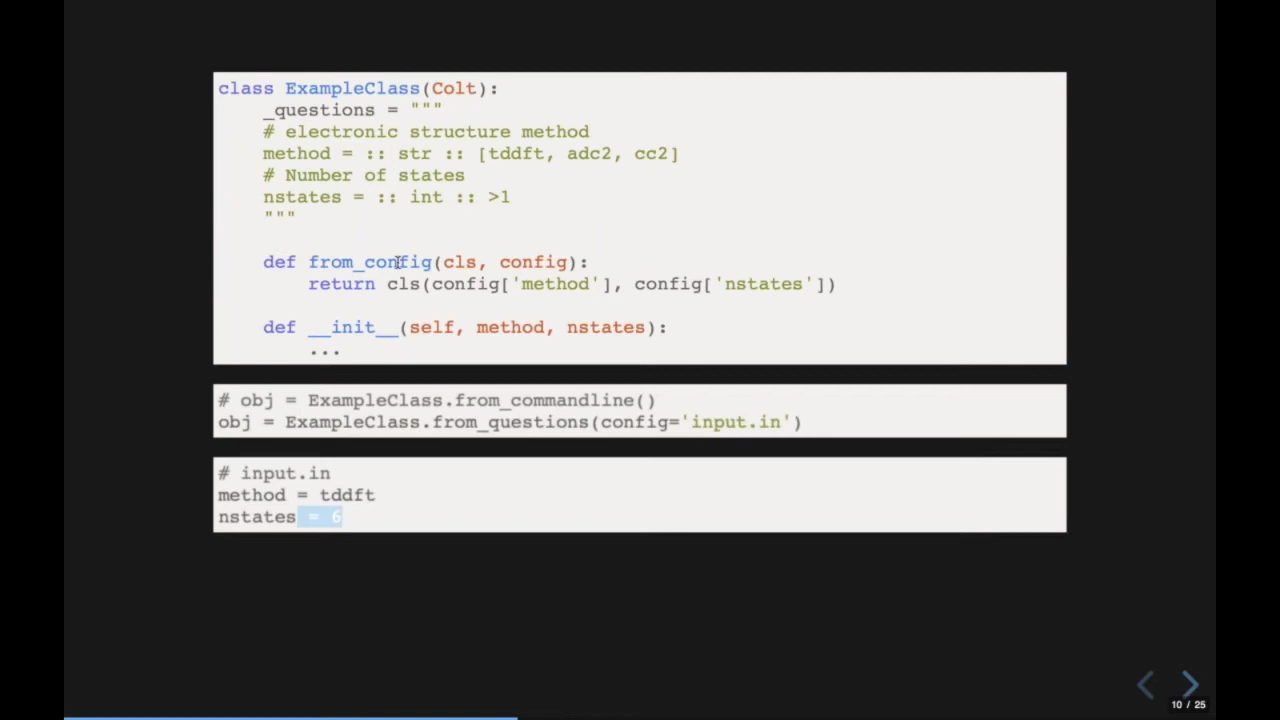 class ExampleClass(Colt):
    _questions = """
    # electronic structure method
    method = :: str :: [tddft, adc2, cc2]
    # Number of states
    nstates = :: int :: >1
    """
    def from_config(cls, config):
        return cls(config['method'], config['nstates'])
    def __init__(self, method, nstates):
        ...
# obj = ExampleClass.from_commandline()
obj = ExampleClass.from_questions(config='input.in')
# input.in
method = tddft
nstates = 6
10 / 25